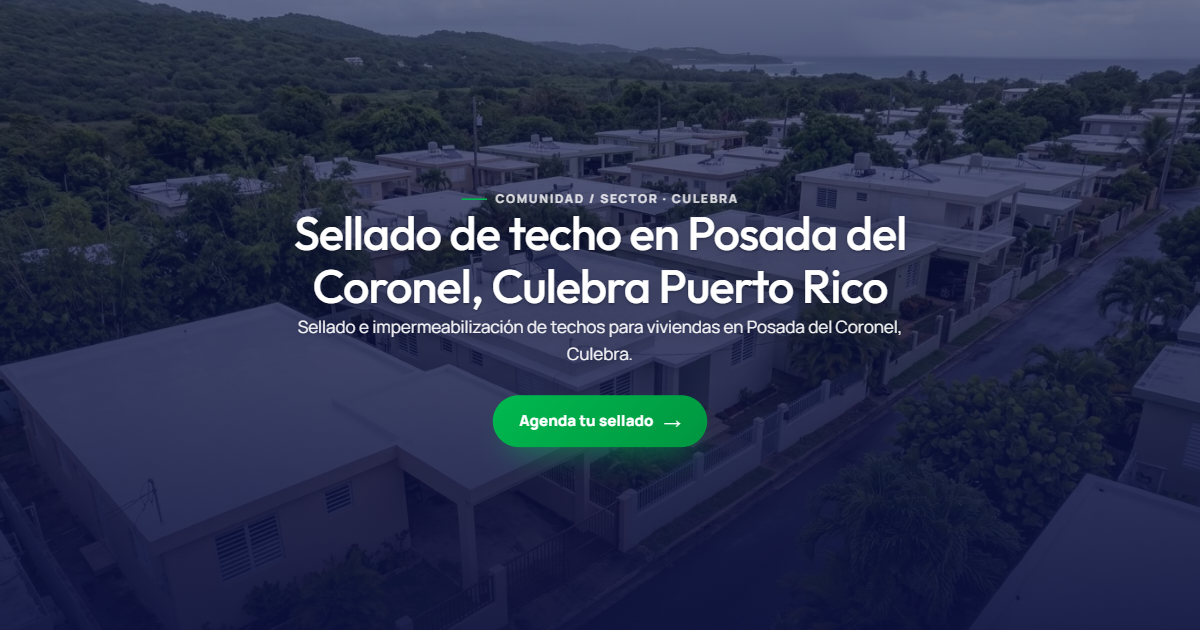 COMUNIDAD / SECTOR · CULEBRA
Sellado de techo en Posada del
Coronel, Culebra Puerto Rico
Sellado e impermeabilización de techos para viviendas en Posada del Coronel,
Culebra.
Agenda tu sellado →